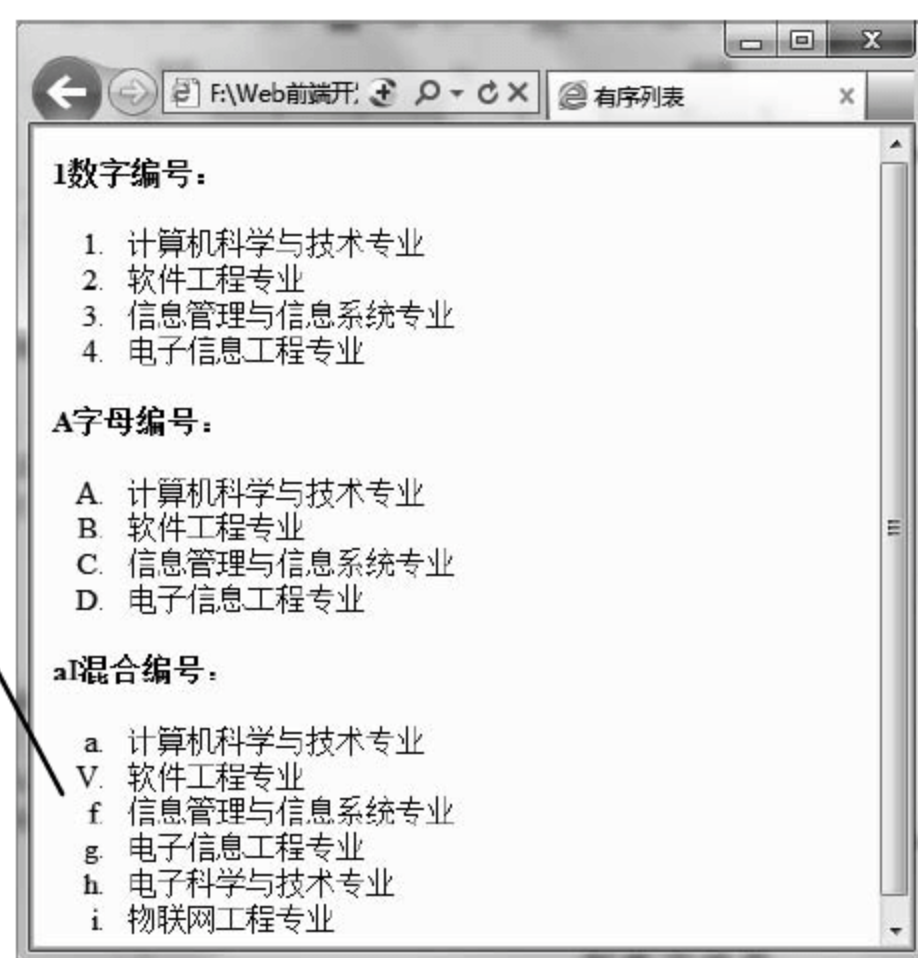 F:\Web前端开
有序列表
1数字编号：
1. 计算机科学与技术专业
2. 软件工程专业
3. 信息管理与信息系统专业
4. 电子信息工程专业
A字母编号：
A. 计算机科学与技术专业
B. 软件工程专业
C. 信息管理与信息系统专业
D. 电子信息工程专业
aI混合编号：
a. 计算机科学与技术专业
V. 软件工程专业
f. 信息管理与信息系统专业
g. 电子信息工程专业
h. 电子科学与技术专业
i. 物联网工程专业